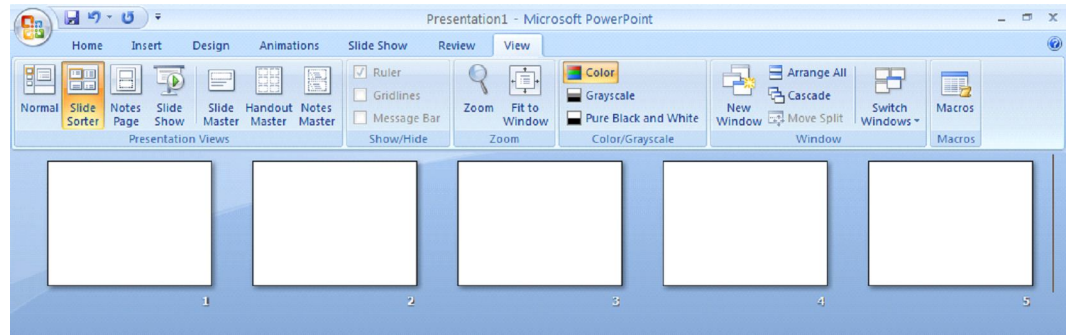 Presentation1 - Microsoft PowerPoint
Home Insert Design Animations Slide Show Review View
Normal Slide Sorter Notes Page Slide Show Slide Master Handout Master Notes Master
Presentation Views
Ruler
Gridlines
Message Bar
Show/Hide
Zoom Fit to Window
Zoom
Color
Grayscale
Pure Black and White
Color/Grayscale
New Window
Arrange All
Cascade
Move Split
Switch Windows
Window
Macros
Macros
1 2 3 4 5